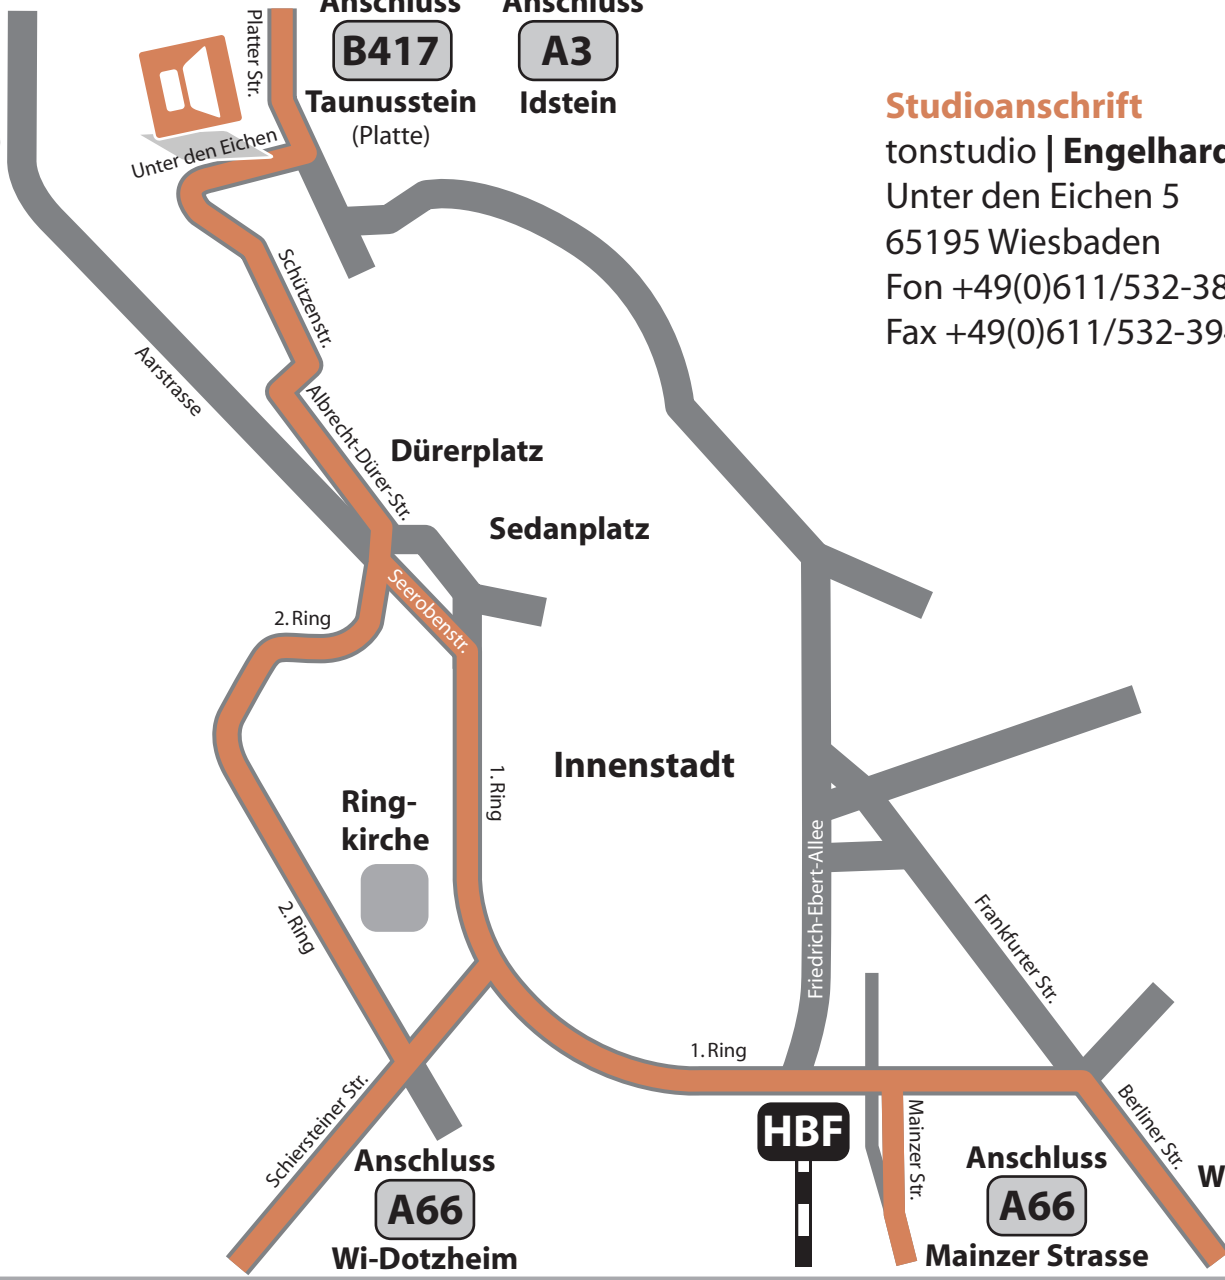 Anschluss
B417
Taunusstein
(Platte)
Anschluss
A3
Idstein
Platter Str.
Unter den Eichen
Studioanschrift
tonstudio | Engelhard
Unter den Eichen 5
65195 Wiesbaden
Fon +49(0)611/532-38
Fax +49(0)611/532-39
Schützenstr.
Aarstrasse
Albrecht-Dürer-Str.
Dürerplatz
Sedanplatz
Seerobenstr.
2. Ring
Innenstadt
1. Ring
Ring-
kirche
2. Ring
Friedrich-Ebert-Allee
Frankfurter Str.
1. Ring
Schiersteiner Str.
HBF
Mainzer Str.
Berliner Str.
Anschluss
A66
Wi-Dotzheim
Anschluss
A66
Mainzer Strasse
W